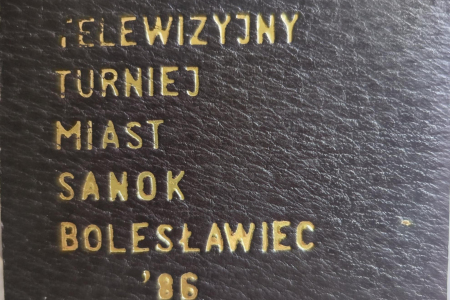 TELEWIZYJNY
TURNIEJ
MIAST
SANOK
BOLESŁAWIEC
'86